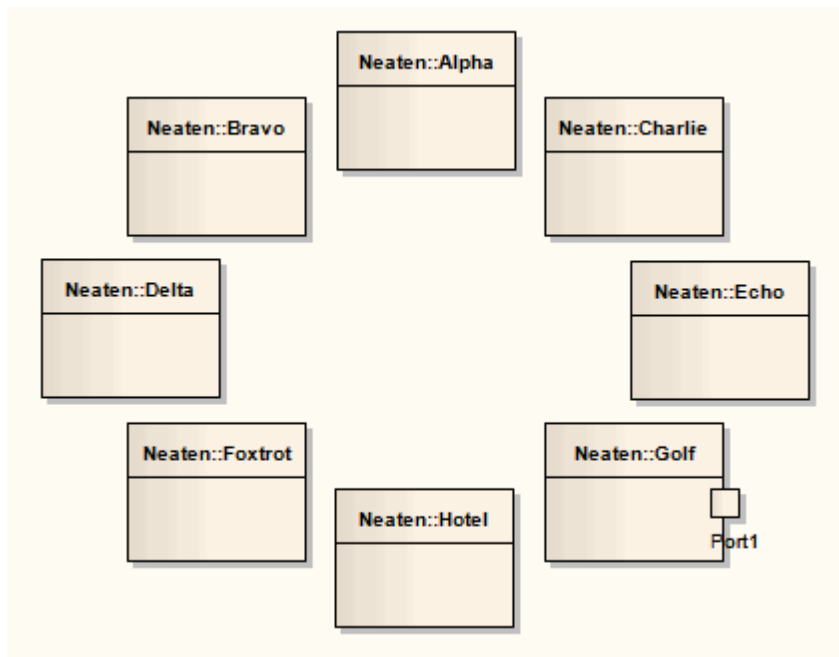 Neaten::Alpha
Neaten::Bravo
Neaten::Charlie
Neaten::Delta
Neaten::Echo
Neaten::Foxtrot
Neaten::Golf
Neaten::Hotel
Port1